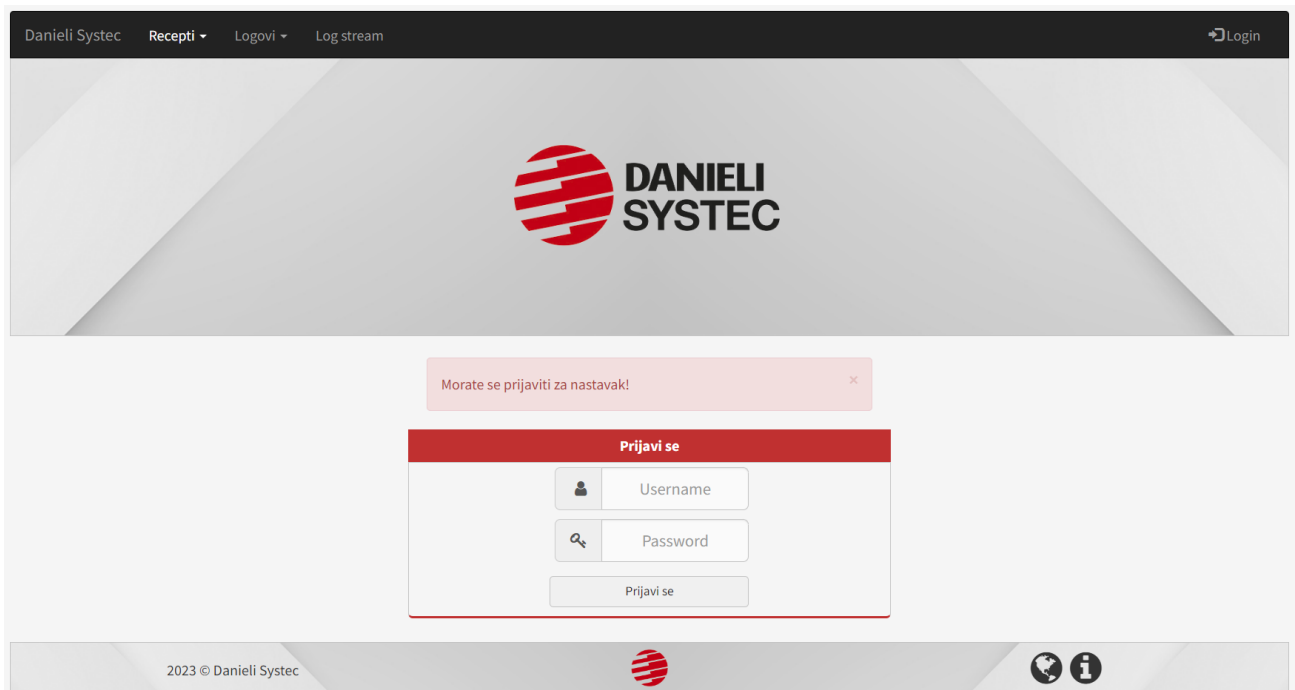 Danieli Systec Recepti Logovi Log stream Login
DANIELI
SYSTEC
Morate se prijaviti za nastavak! ×
Prijavi se
Username
Password
Prijavi se
2023 © Danieli Systec